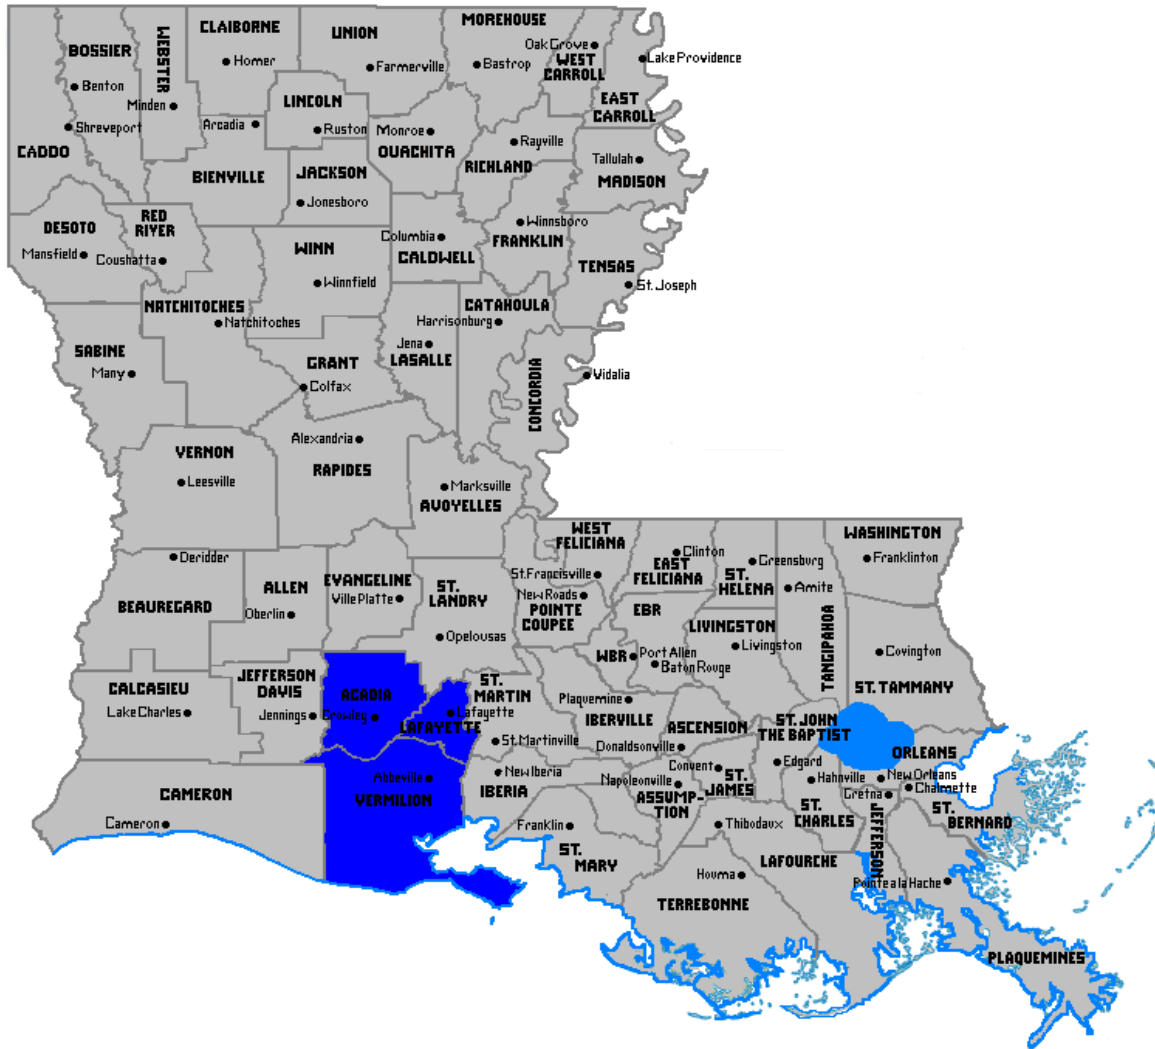 CLAIBORNE
UNION
MOREHOUSE
BOSSIER
WEBSTER
Homer
Farmerville
Bastrop
Oak Grove
WEST
CARROLL
Lake Providence
Benton
Minden
LINCOLN
EAST
CARROLL
Shreveport
Arcadia
Ruston
Monroe
OUACHITA
Rayville
RICHLAND
CADDO
BIENVILLE
JACKSON
Jonesboro
Tallulah
MADISON
DESOTO
Mansfield
RED
RIVER
Coushatta
WINN
Winnfield
Columbia
CALDWELL
Winnsboro
FRANKLIN
TENSAS
St. Joseph
NATCHITOCHES
Natchitoches
CATAHOULA
Harrisonburg
SABINE
Many
GRANT
Colfax
Jena
LASALLE
CONCORDIA
Vidalia
VERNON
Leesville
Alexandria
RAPIDES
Marksville
AVOYELLES
WEST
FELICIANA
St. Francisville
Clinton
EAST
FELICIANA
Greensburg
ST.
HELENA
WASHINGTON
Franklinton
Amite
TANGIPAHOA
Deridder
BEAUREGARD
ALLEN
Oberlin
EVANGELINE
Ville Platte
ST.
LANDRY
Opelousas
New Roads
POINTE
COUPEE
EBR
LIVINGSTON
Livingston
WBR
Port Allen
Baton Rouge
Covington
ST. TAMMANY
CALCASIEU
Lake Charles
JEFFERSON
DAVIS
Jennings
ACADIA
Crowley
LAFAYETTE
Lafayette
ST.
MARTIN
St. Martinville
Plaquemine
IBERVILLE
ASCENSION
Donaldsonville
ST. JOHN
THE BAPTIST
Edgard
ORLEANS
New Orleans
CAMERON
Cameron
Abbeville
VERMILION
New Iberia
IBERIA
Napoleonville
ASSUMP-
TION
Convent
ST.
JAMES
Hahnville
ST.
CHARLES
Gretna
JEFFERSON
Chalmette
ST.
BERNARD
Franklin
ST.
MARY
Thibodaux
LAFOURCHE
Houma
TERREBONNE
Pointe a la Hache
PLAQUEMINES